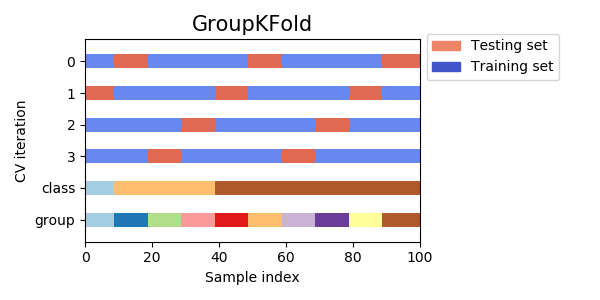 GroupKFold
Testing set
Training set
CV iteration
0
1
2
3
class
group
0 20 40 60 80 100
Sample index